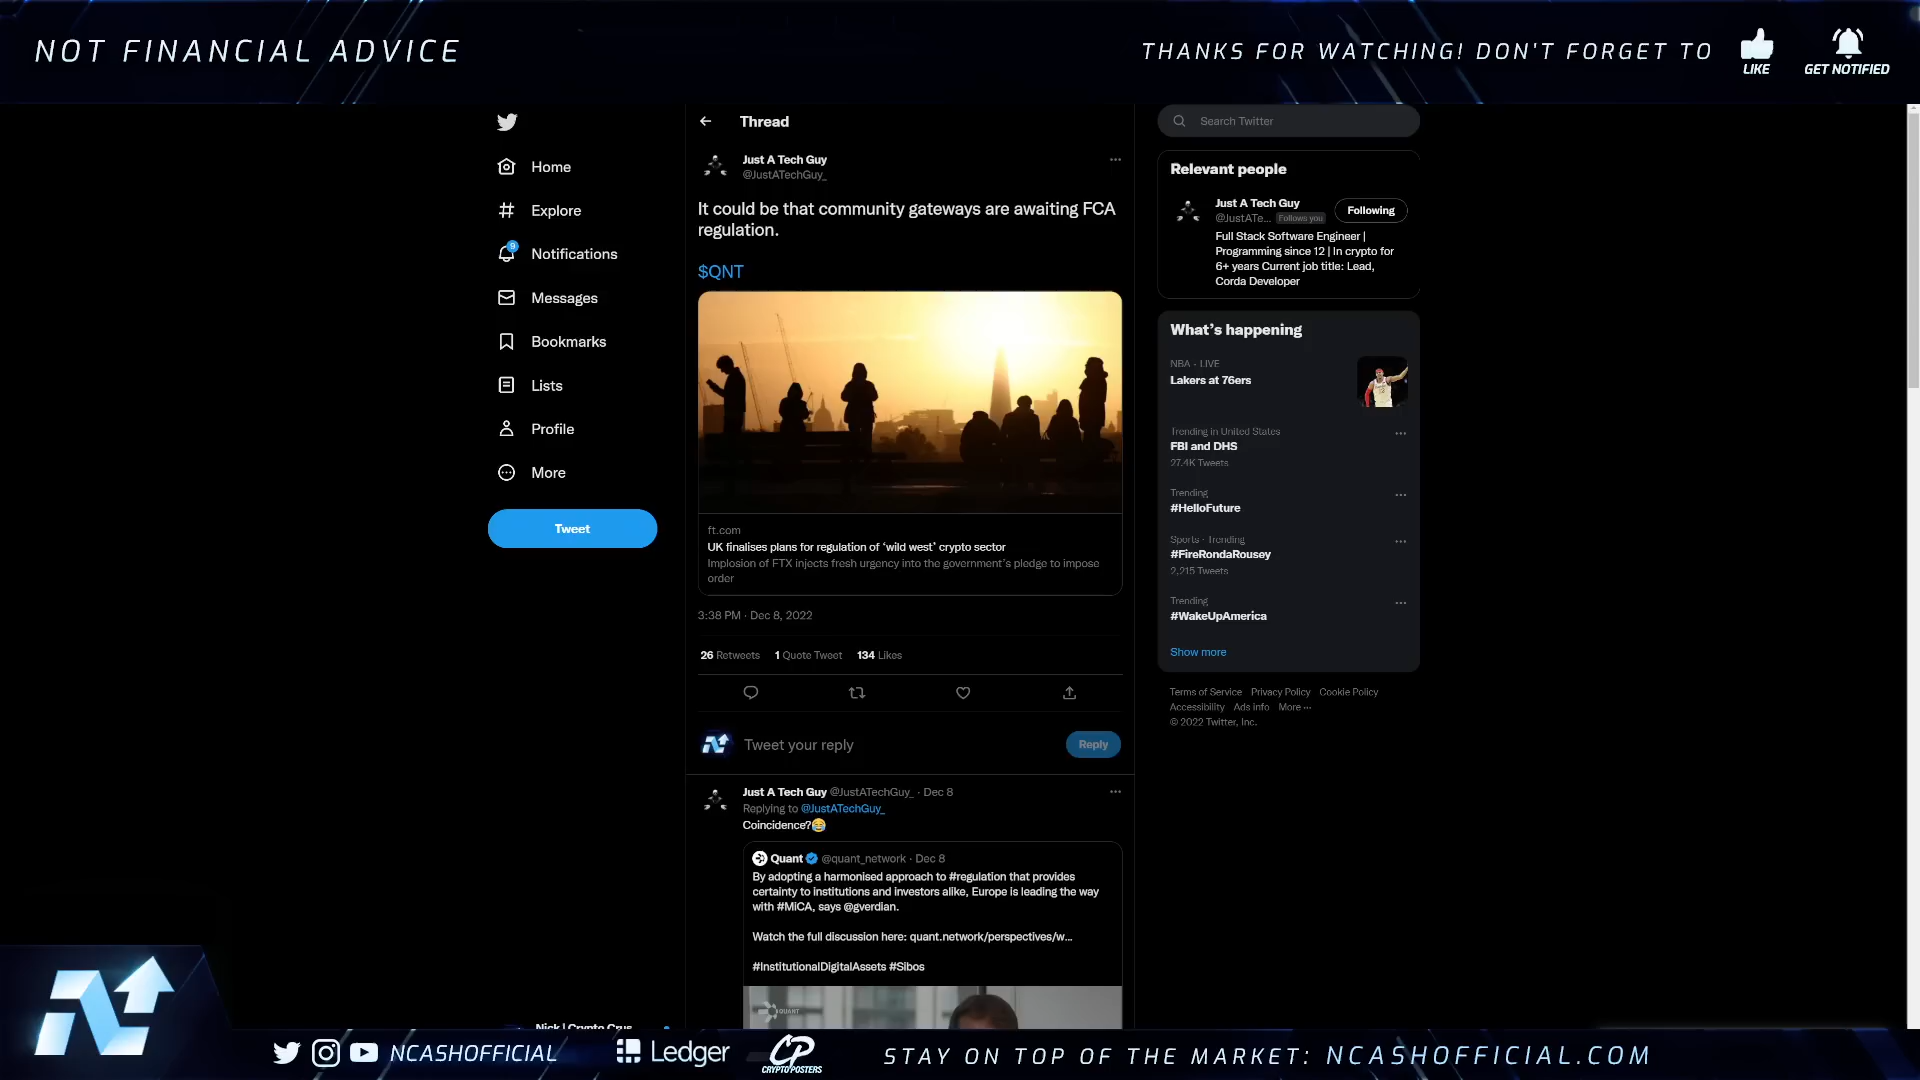 NOT FINANCIAL ADVICE
THANKS FOR WATCHING! DON'T FORGET TO
LIKE
GET NOTIFIED
Home
Explore
9
Notifications
Messages
Bookmarks
Lists
Profile
More
Tweet
Thread
Just A Tech Guy
@JustATechGuy_
It could be that community gateways are awaiting FCA
regulation.
$QNT
ft.com
UK finalises plans for regulation of ‘wild west’ crypto sector
Implosion of FTX injects fresh urgency into the government’s pledge to impose
order
3:38 PM · Dec 8, 2022
26 Retweets 1 Quote Tweet 134 Likes
Tweet your reply
Reply
Just A Tech Guy @JustATechGuy_ · Dec 8
Replying to @JustATechGuy_
Coincidence?😂
Quant @quant_network · Dec 8
By adopting a harmonised approach to #regulation that provides
certainty to institutions and investors alike, Europe is leading the way
with #MiCA, says @gverdian.
Watch the full discussion here: quant.network/perspectives/w...
#InstitutionalDigitalAssets #Sibos
QUANT
Search Twitter
Relevant people
Just A Tech Guy
@JustATe... Follows you
Following
Full Stack Software Engineer |
Programming since 12 | In crypto for
6+ years Current job title: Lead,
Corda Developer
What’s happening
NBA · LIVE
Lakers at 76ers
Trending in United States
FBI and DHS
27.4K Tweets
Trending
#HelloFuture
Sports · Trending
#FireRondaRousey
2,215 Tweets
Trending
#WakeUpAmerica
Show more
Terms of Service Privacy Policy Cookie Policy
Accessibility Ads info More ···
© 2022 Twitter, Inc.
Nick | Crypto Crus
NCASHOFFICIAL
Ledger
CP
CRYPTOPOSTERS
STAY ON TOP OF THE MARKET: NCASHOFFICIAL.COM